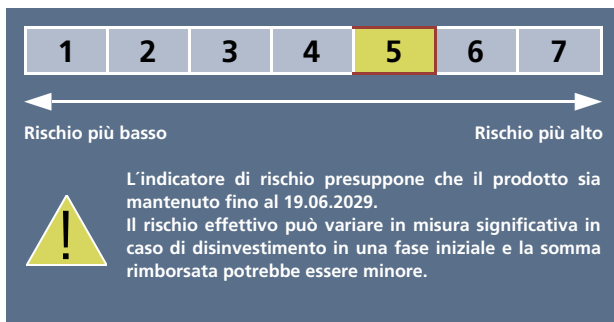 1 2 3 4 5 6 7
Rischio più basso Rischio più alto
L´indicatore di rischio presuppone che il prodotto sia
mantenuto fino al 19.06.2029.
Il rischio effettivo può variare in misura significativa in
caso di disinvestimento in una fase iniziale e la somma
rimborsata potrebbe essere minore.
!